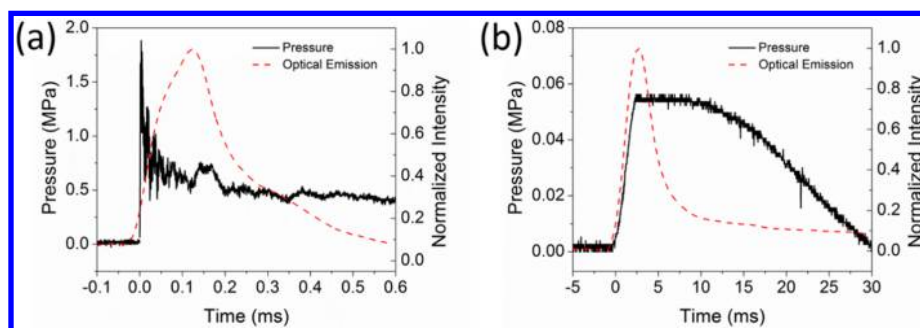 (a)
Pressure
Optical Emission
2.0
1.5
1.0
0.5
0.0
Pressure (MPa)
1.0
0.8
0.6
0.4
0.2
0.0
Normalized Intensity
-0.1 0.0 0.1 0.2 0.3 0.4 0.5 0.6
Time (ms)
(b)
Pressure
Optical Emission
0.08
0.06
0.04
0.02
0.00
Pressure (MPa)
1.0
0.8
0.6
0.4
0.2
0.0
Normalized Intensity
-5 0 5 10 15 20 25 30
Time (ms)